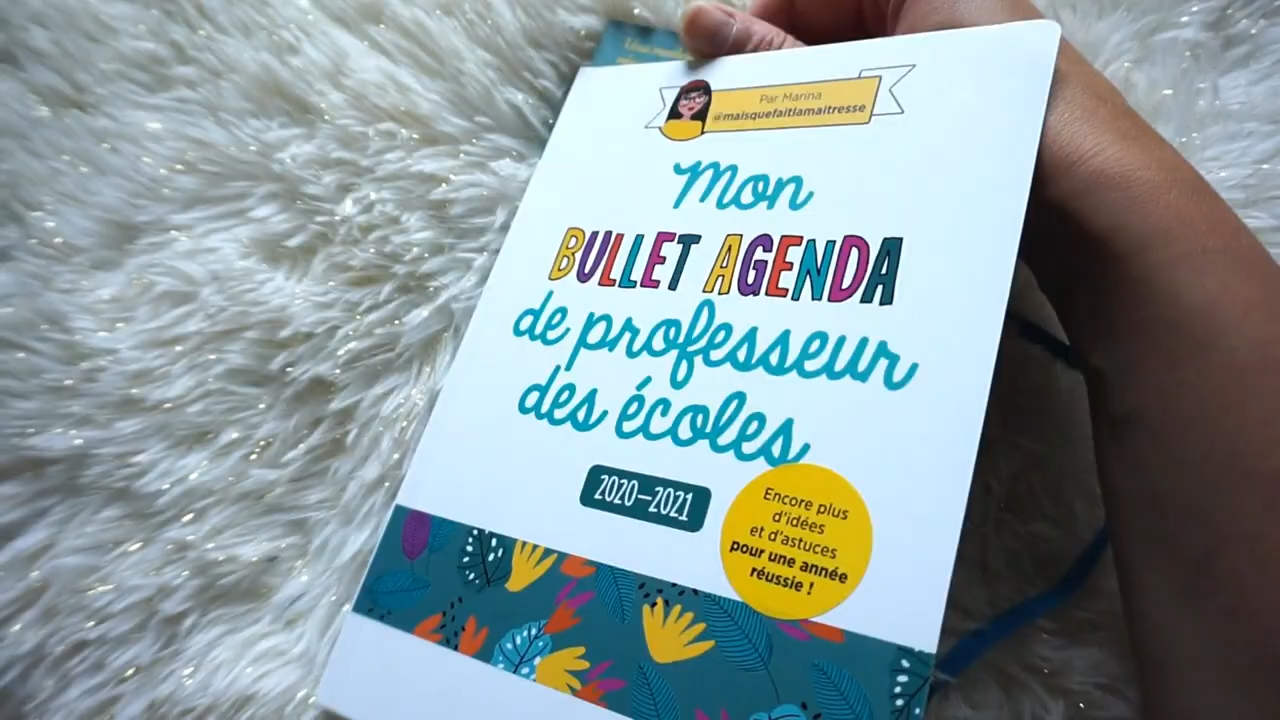 Par Marina
@maisquefaitlamaitresse
Mon
BULLET AGENDA
de professeur
des écoles
2020–2021
Encore plus
d'idées
et d'astuces
pour une année
réussie !